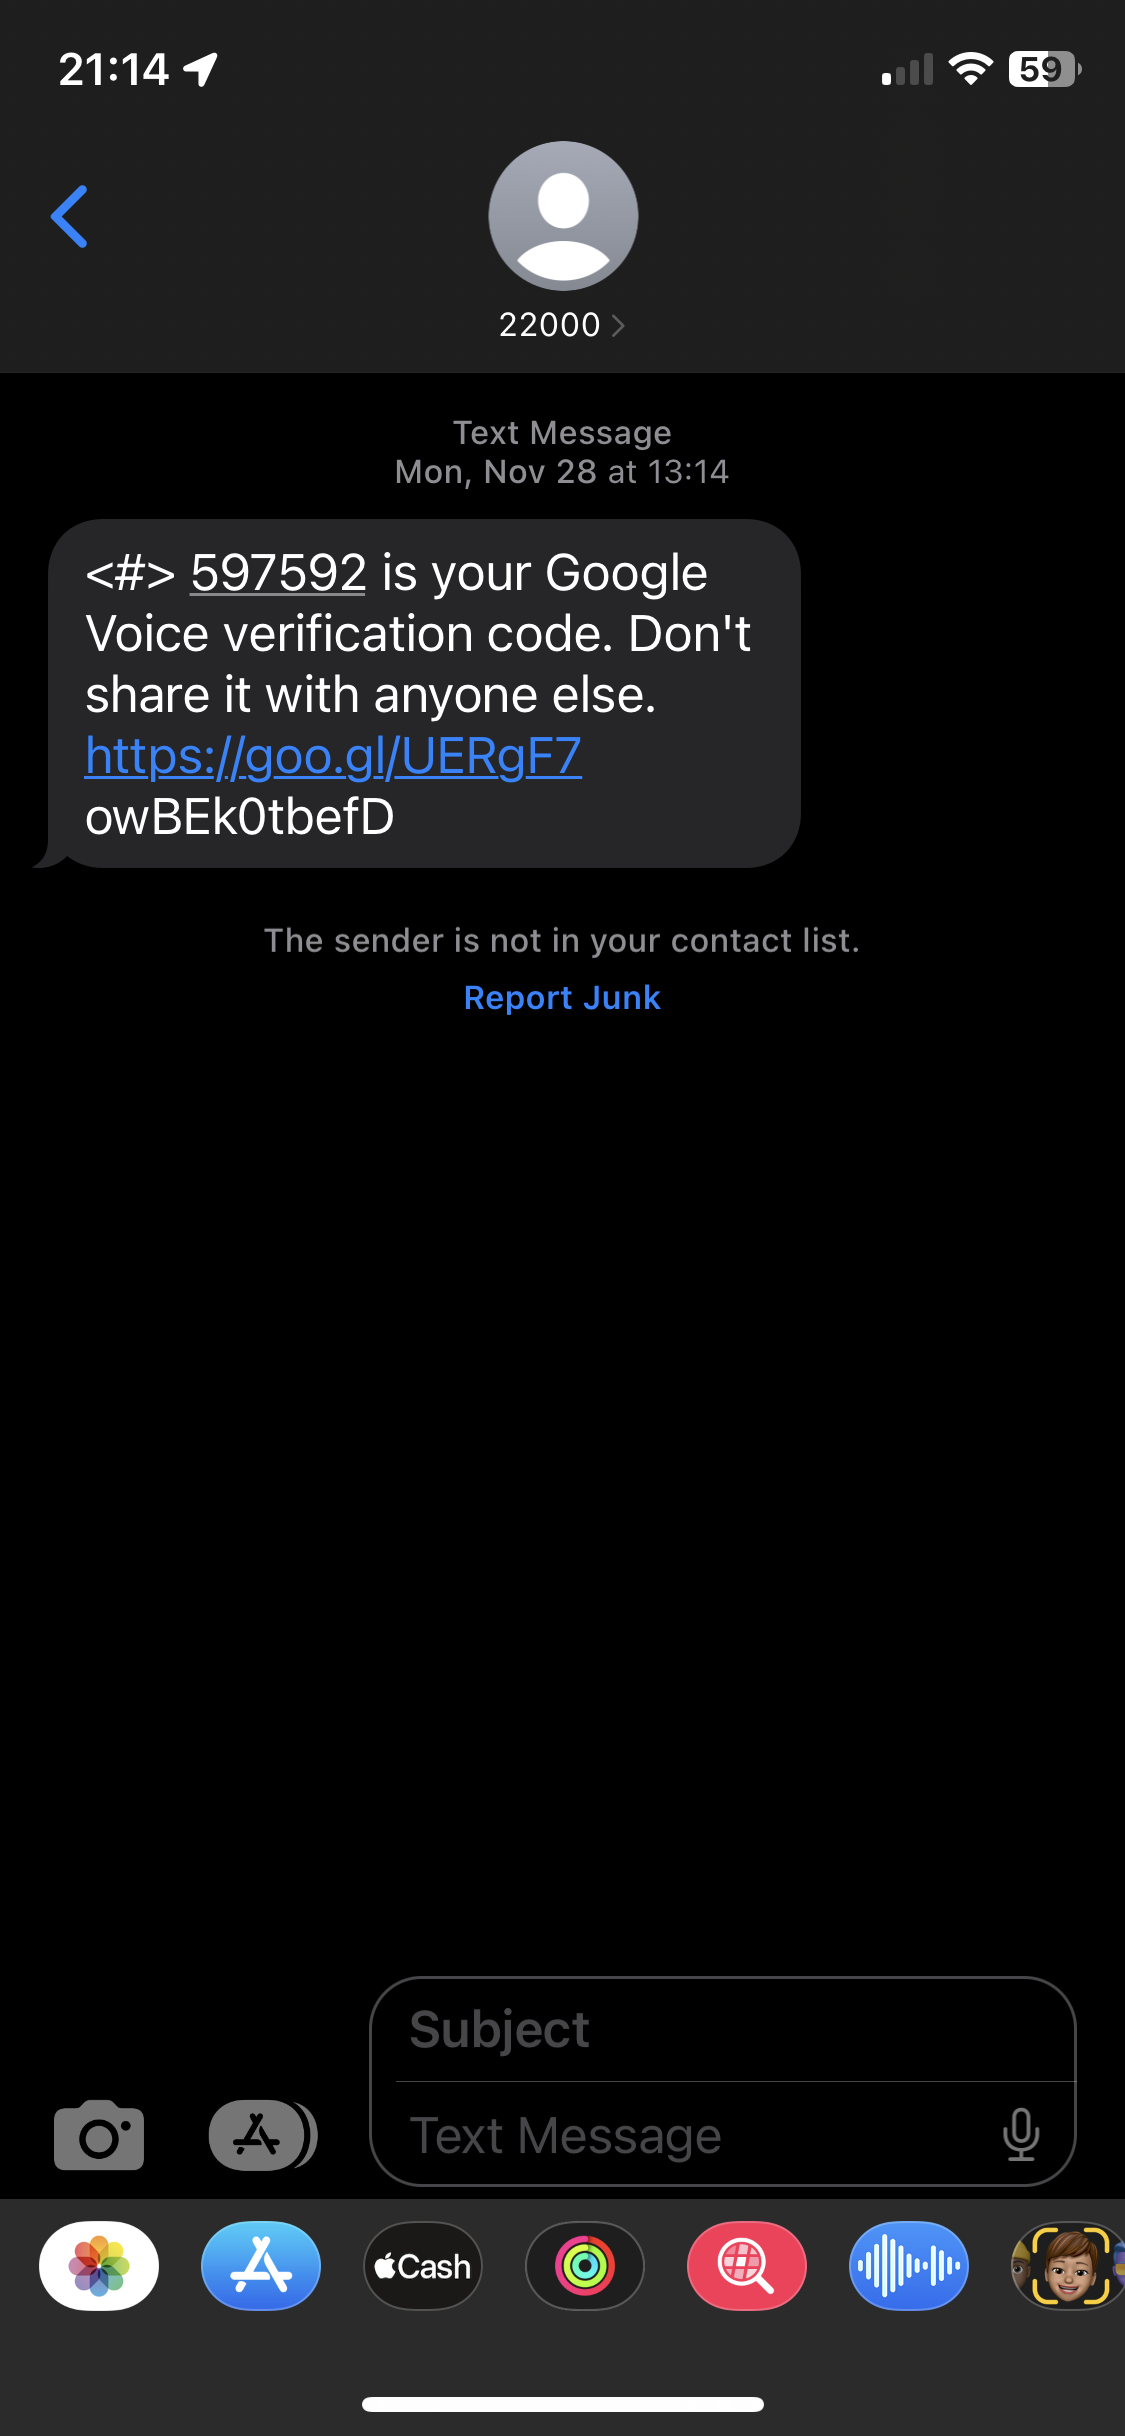 21:14
59
22000
Text Message
Mon, Nov 28 at 13:14
<#> 597592 is your Google
Voice verification code. Don't
share it with anyone else.
https://goo.gl/UERgF7
owBEk0tbefD
The sender is not in your contact list.
Report Junk
Subject
Text Message
Cash